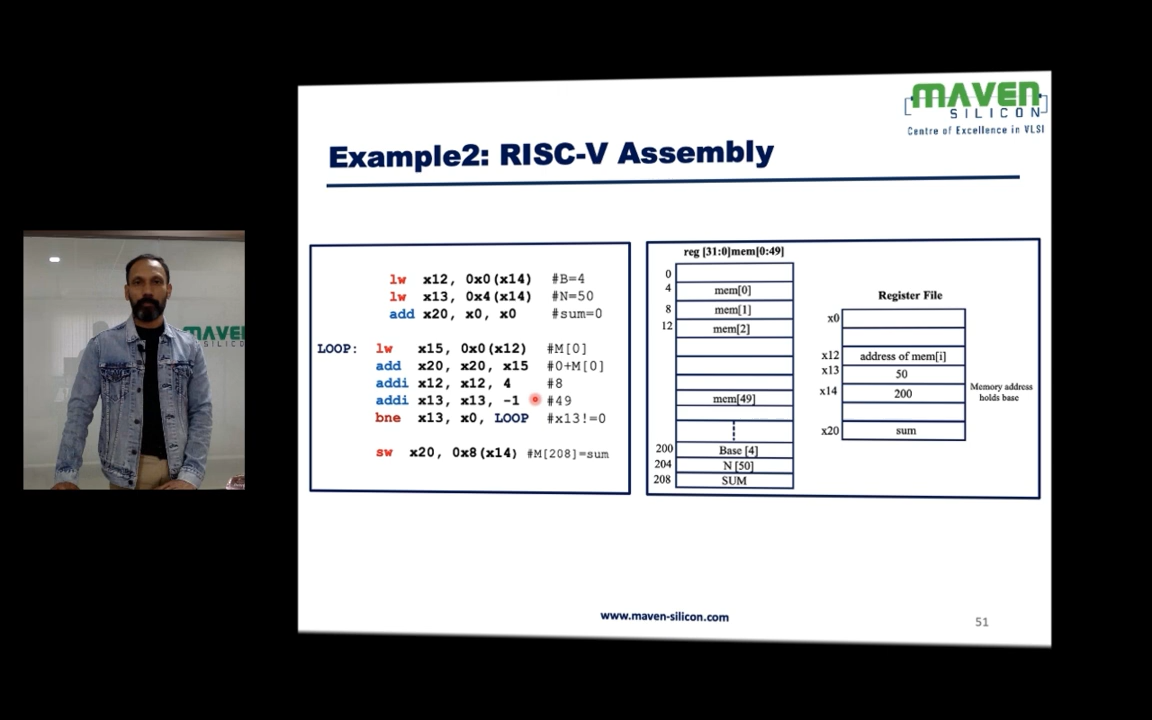 MAVEN
SILICON
Centre of Excellence in VLSI
Example2: RISC-V Assembly
lw x12, 0x0(x14) #B=4
lw x13, 0x4(x14) #N=50
add x20, x0, x0 #sum=0
LOOP: lw x15, 0x0(x12) #M[0]
add x20, x20, x15 #0+M[0]
addi x12, x12, 4 #8
addi x13, x13, -1 #49
bne x13, x0, LOOP #x13!=0
sw x20, 0x8(x14) #M[208]=sum
reg [31:0]mem[0:49]
0
4 mem[0]
8 mem[1]
12 mem[2]
mem[49]
200 Base [4]
204 N [50]
208 SUM
Register File
x0
x12 address of mem[i]
x13 50
x14 200
x20 sum
Memory address
holds base
www.maven-silicon.com
51
MAVEN
SILICO